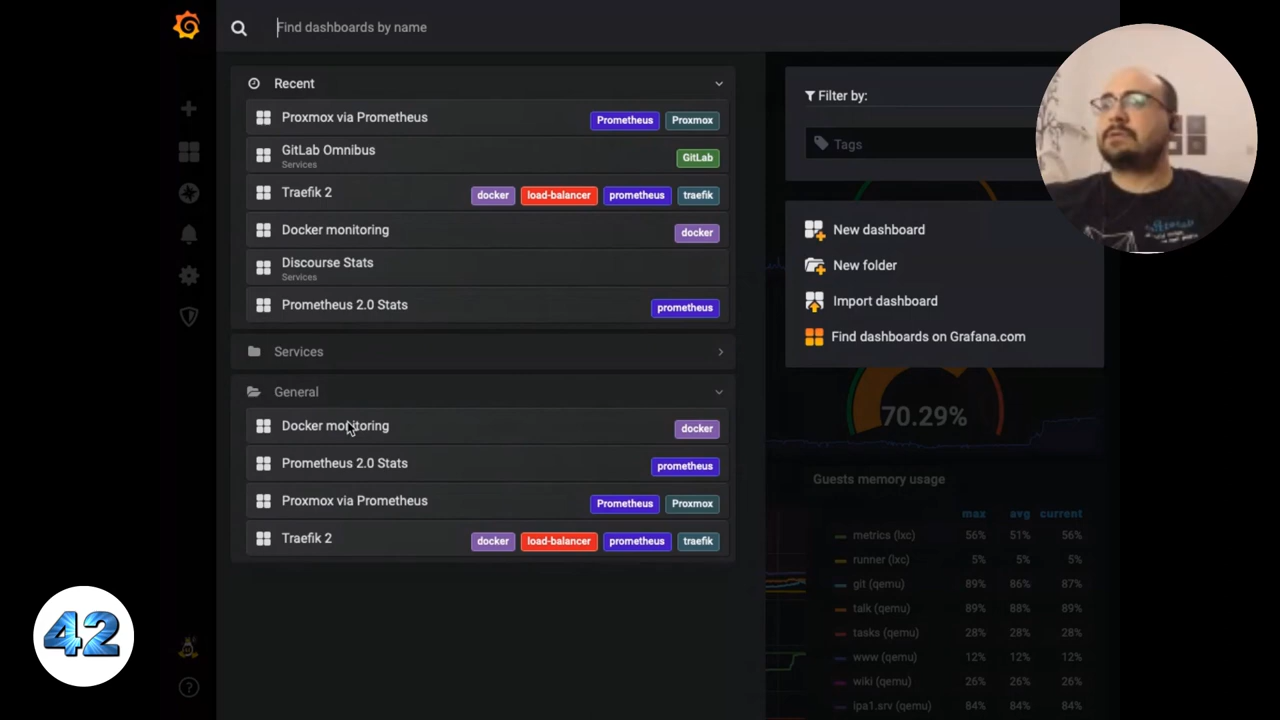 Find dashboards by name
Recent
Proxmox via Prometheus
Prometheus
Proxmox
GitLab Omnibus
Services
GitLab
Traefik 2
docker
load-balancer
prometheus
traefik
Docker monitoring
docker
Discourse Stats
Services
Prometheus 2.0 Stats
prometheus
Services
General
Docker monitoring
docker
Prometheus 2.0 Stats
prometheus
Proxmox via Prometheus
Prometheus
Proxmox
Traefik 2
docker
load-balancer
prometheus
traefik
Filter by:
Tags
New dashboard
New folder
Import dashboard
Find dashboards on Grafana.com
70.29%
Guests memory usage
max avg current
metrics (lxc) 56% 51% 56%
runner (lxc) 5% 5% 5%
git (qemu) 89% 86% 87%
talk (qemu) 89% 88% 89%
tasks (qemu) 28% 28% 28%
www (qemu) 12% 12% 12%
wiki (qemu) 26% 26% 26%
ipa1.srv (qemu) 84% 84% 84%
42